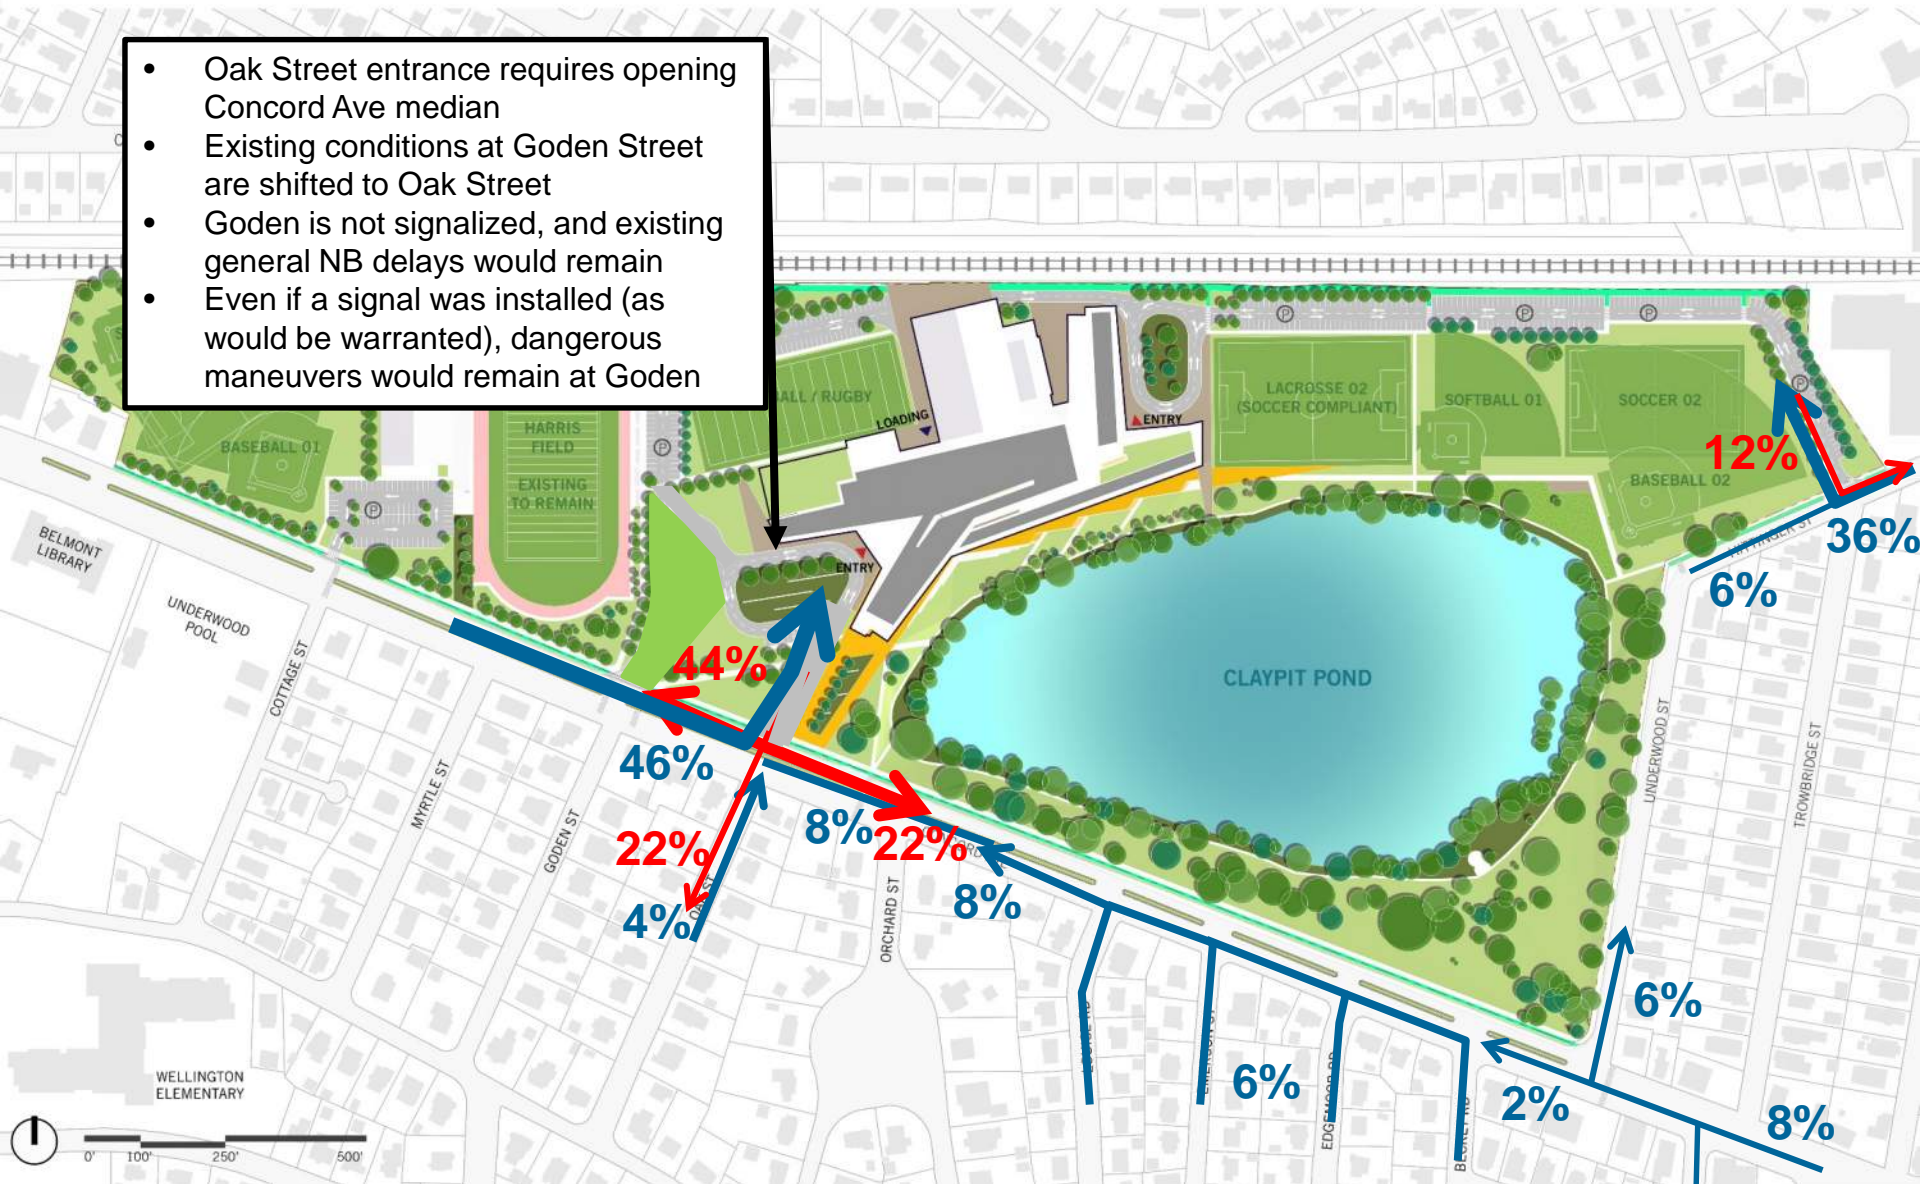 • Oak Street entrance requires opening
Concord Ave median
• Existing conditions at Goden Street
are shifted to Oak Street
• Goden is not signalized, and existing
general NB delays would remain
• Even if a signal was installed (as
would be warranted), dangerous
maneuvers would remain at Goden
BASEBALL 01
HARRIS
FIELD
EXISTING
TO REMAIN
ALL / RUGBY
LOADING
ENTRY
ENTRY
LACROSSE 02
(SOCCER COMPLIANT)
SOFTBALL 01
SOCCER 02
BASEBALL 02
P
P
P
P
P
P
12%
36%
6%
BELMONT
LIBRARY
UNDERWOOD
POOL
COTTAGE ST
MYRTLE ST
GODEN ST
ORCHARD ST
CLAYPIT POND
UNDERWOOD ST
TROWBRIDGE ST
44%
46%
8%
22%
22%
4%
8%
6%
6%
2%
8%
EDGEMOOR RD
WELLINGTON
ELEMENTARY
0' 100' 250' 500'